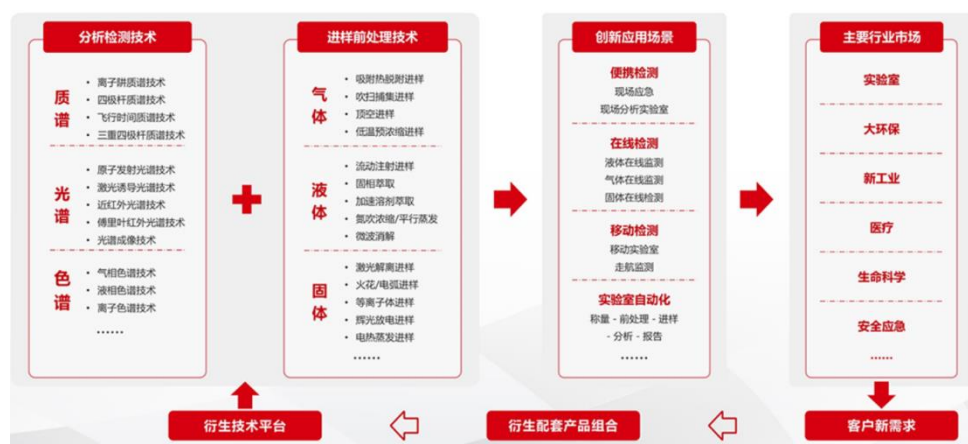 分析检测技术
质谱
• 离子阱质谱技术
• 四极杆质谱技术
• 飞行时间质谱技术
• 三重四极杆质谱技术
光谱
• 原子发射光谱技术
• 激光诱导光谱技术
• 近红外光谱技术
• 傅里叶红外光谱技术
• 光谱成像技术
色谱
• 气相色谱技术
• 液相色谱技术
• 离子色谱技术
······
进样前处理技术
气体
• 吸附热脱附进样
• 吹扫捕集进样
• 顶空进样
• 低温预浓缩进样
液体
• 流动注射进样
• 固相萃取
• 加速溶剂萃取
• 氮吹浓缩/平行蒸发
• 微波消解
固体
• 激光解离进样
• 火花/电弧进样
• 等离子体进样
• 辉光放电进样
• 电热蒸发进样
······
创新应用场景
便携检测
现场应急
现场分析实验室
在线检测
液体在线监测
气体在线监测
固体在线检测
移动检测
移动实验室
走航监测
实验室自动化
称量 - 前处理 - 进样
- 分析 - 报告
······
主要行业市场
实验室
大环保
新工业
医疗
生命科学
安全应急
······
衍生技术平台
衍生配套产品组合
客户新需求